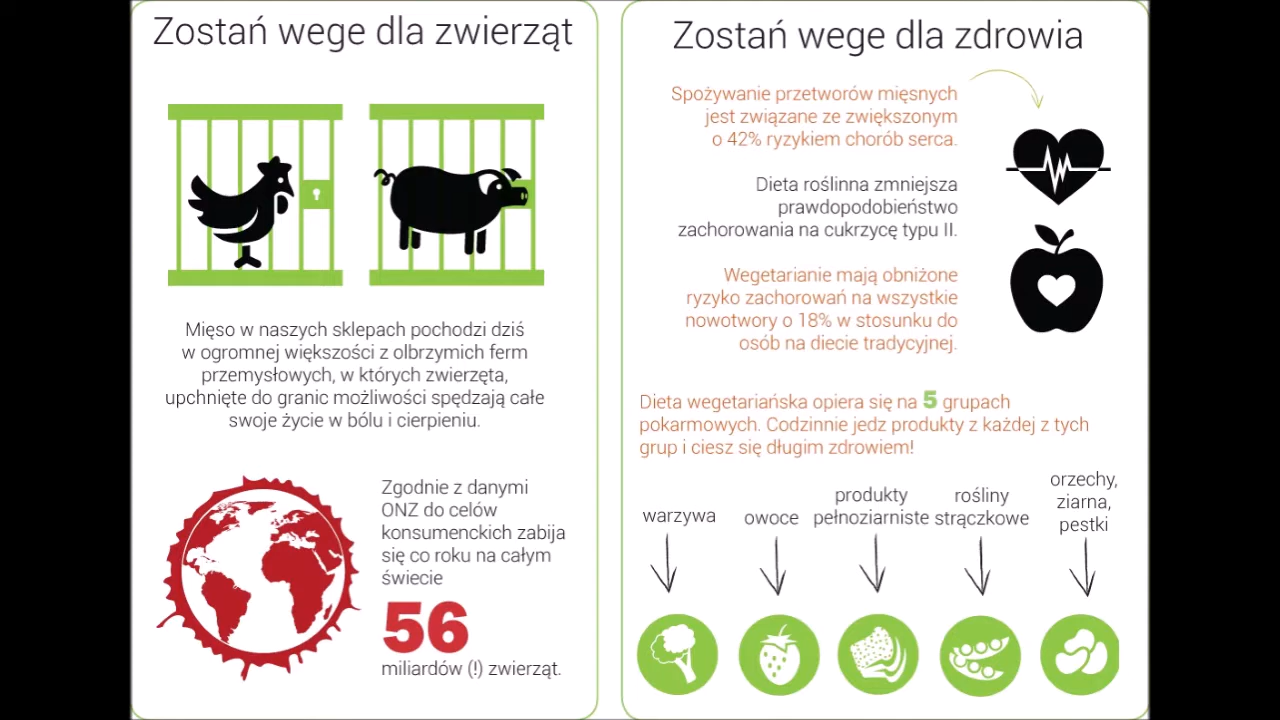 Zostań wege dla zwierząt
Mięso w naszych sklepach pochodzi dziś
w ogromnej większości z olbrzymich ferm
przemysłowych, w których zwierzęta,
upchnięte do granic możliwości spędzają całe
swoje życie w bólu i cierpieniu.
Zgodnie z danymi
ONZ do celów
konsumenckich zabija
się co roku na całym
świecie
56
miliardów (!) zwierząt.
Zostań wege dla zdrowia
Spożywanie przetworów mięsnych
jest związane ze zwiększonym
o 42% ryzykiem chorób serca.
Dieta roślinna zmniejsza
prawdopodobieństwo
zachorowania na cukrzycę typu II.
Wegetarianie mają obniżone
ryzyko zachorowań na wszystkie
nowotwory o 18% w stosunku do
osób na diecie tradycyjnej.
Dieta wegetariańska opiera się na 5 grupach
pokarmowych. Codzinnie jedz produkty z każdej z tych
grup i ciesz się długim zdrowiem!
warzywa
owoce
produkty
pełnoziarniste
rośliny
strączkowe
orzechy,
ziarna,
pestki